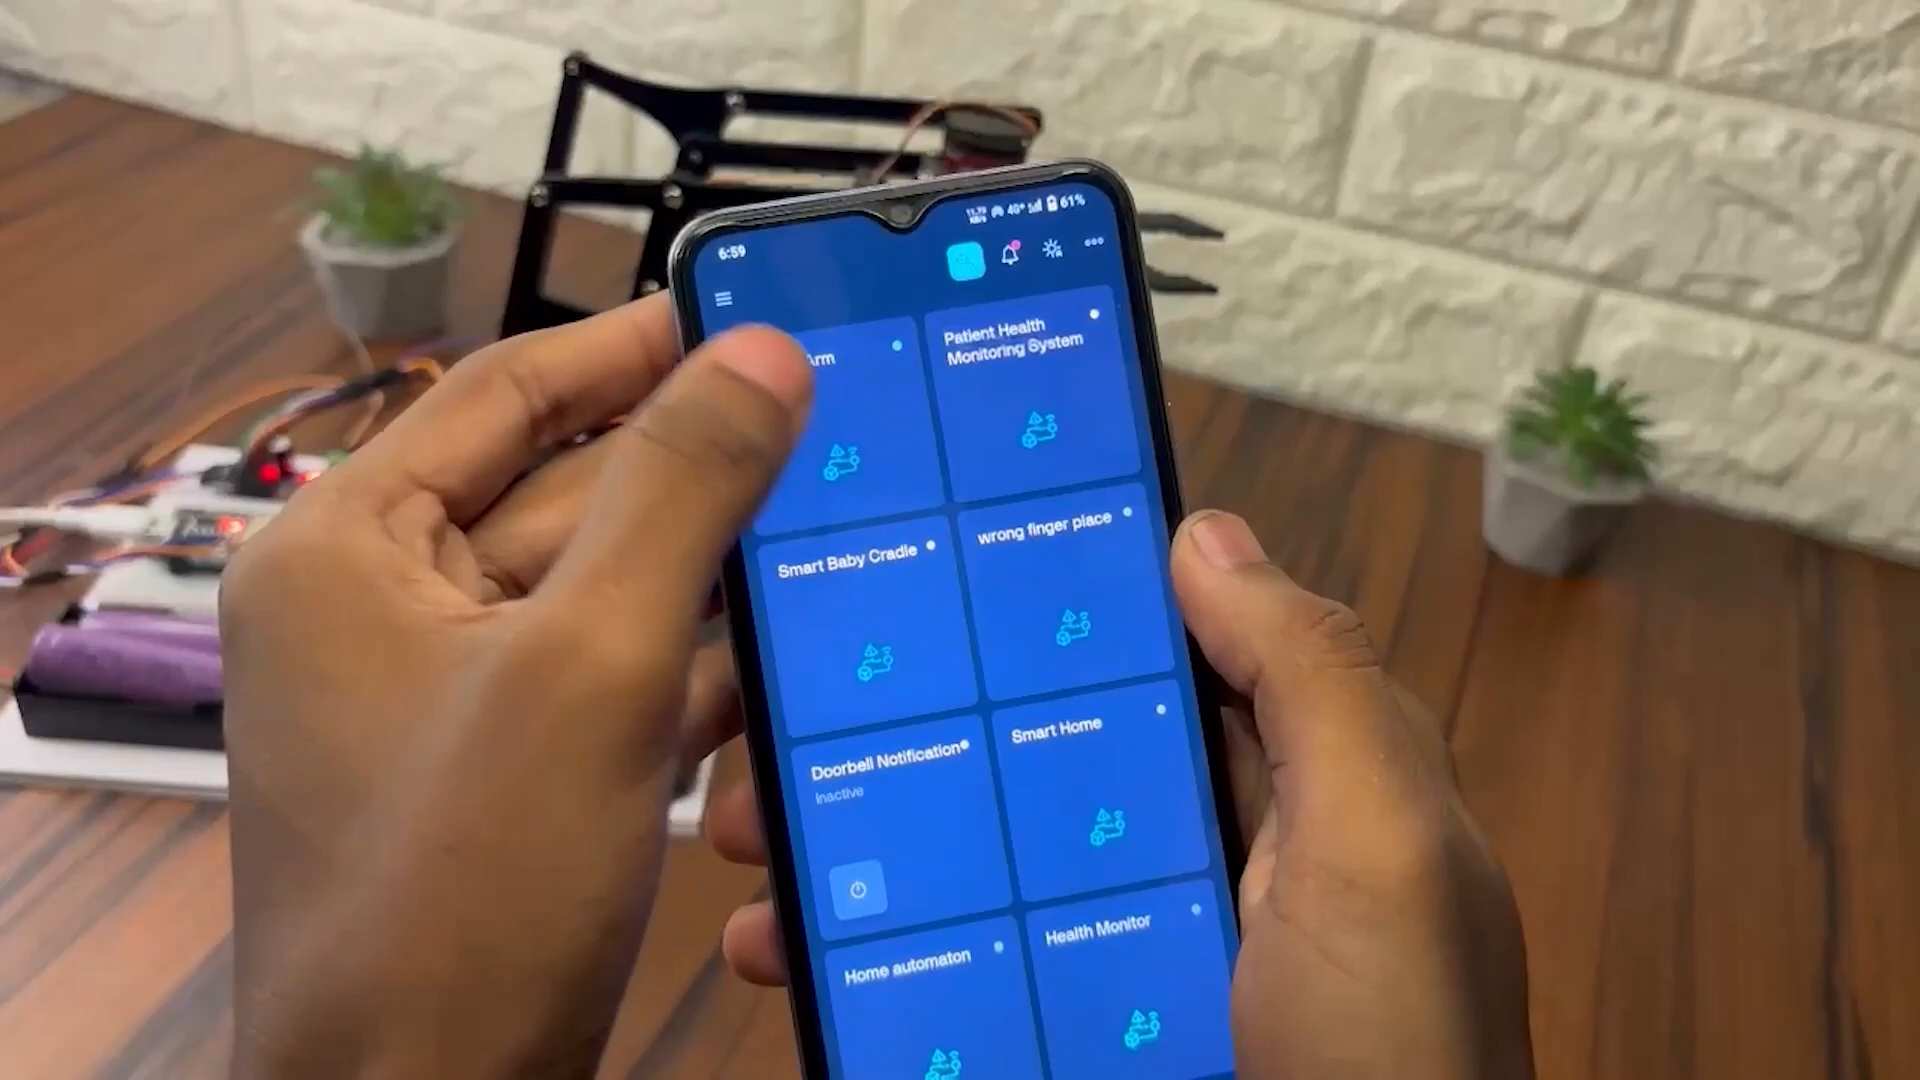 6:59
4G+
61%
Arm
Patient Health
Monitoring System
Smart Baby Cradle
wrong finger place
Doorbell Notification
Inactive
Smart Home
Home automaton
Health Monitor